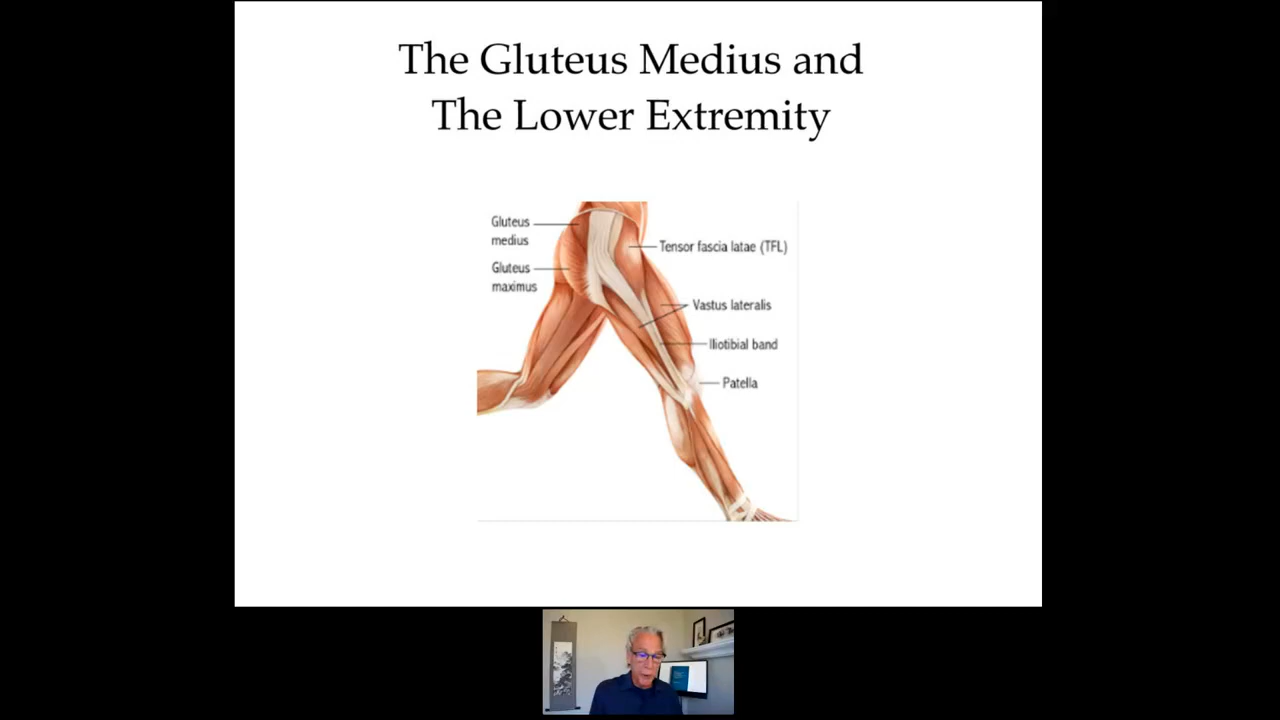 The Gluteus Medius and
The Lower Extremity
Gluteus
medius
Tensor fascia latae (TFL)
Gluteus
maximus
Vastus lateralis
Iliotibial band
Patella